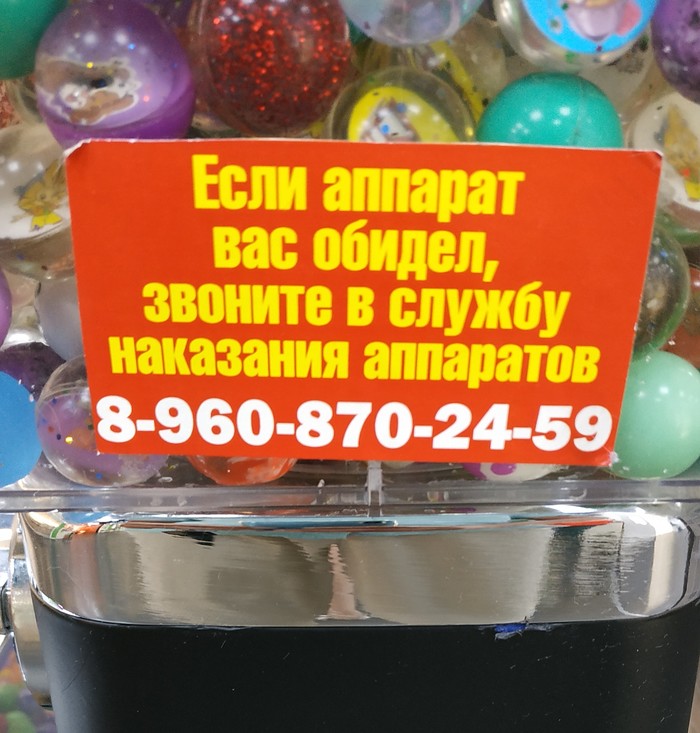 Если аппарат
вас обидел,
звоните в службу
наказания аппаратов
8-960-870-24-59